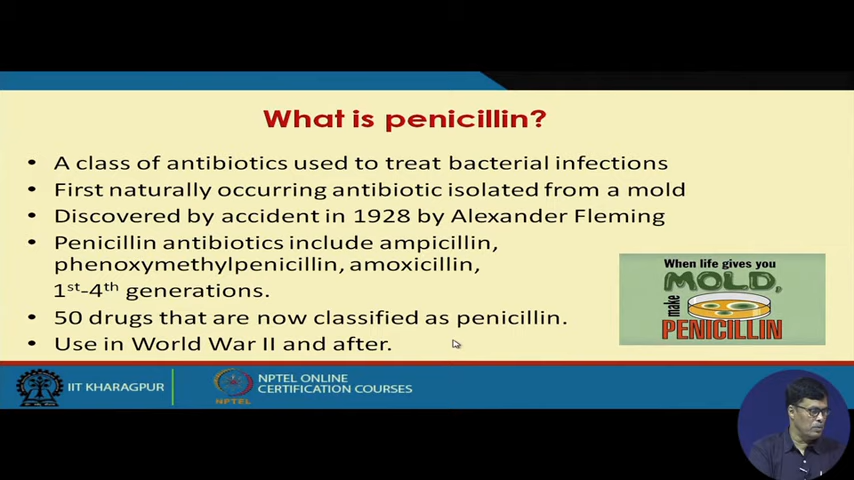 What is penicillin?
• A class of antibiotics used to treat bacterial infections
• First naturally occurring antibiotic isolated from a mold
• Discovered by accident in 1928 by Alexander Fleming
• Penicillin antibiotics include ampicillin,
phenoxymethylpenicillin, amoxicillin,
1st-4th generations.
• 50 drugs that are now classified as penicillin.
• Use in World War II and after.
When life gives you
MOLD,
make
PENICILLIN
IIT KHARAGPUR
NPTEL
NPTEL ONLINE
CERTIFICATION COURSES